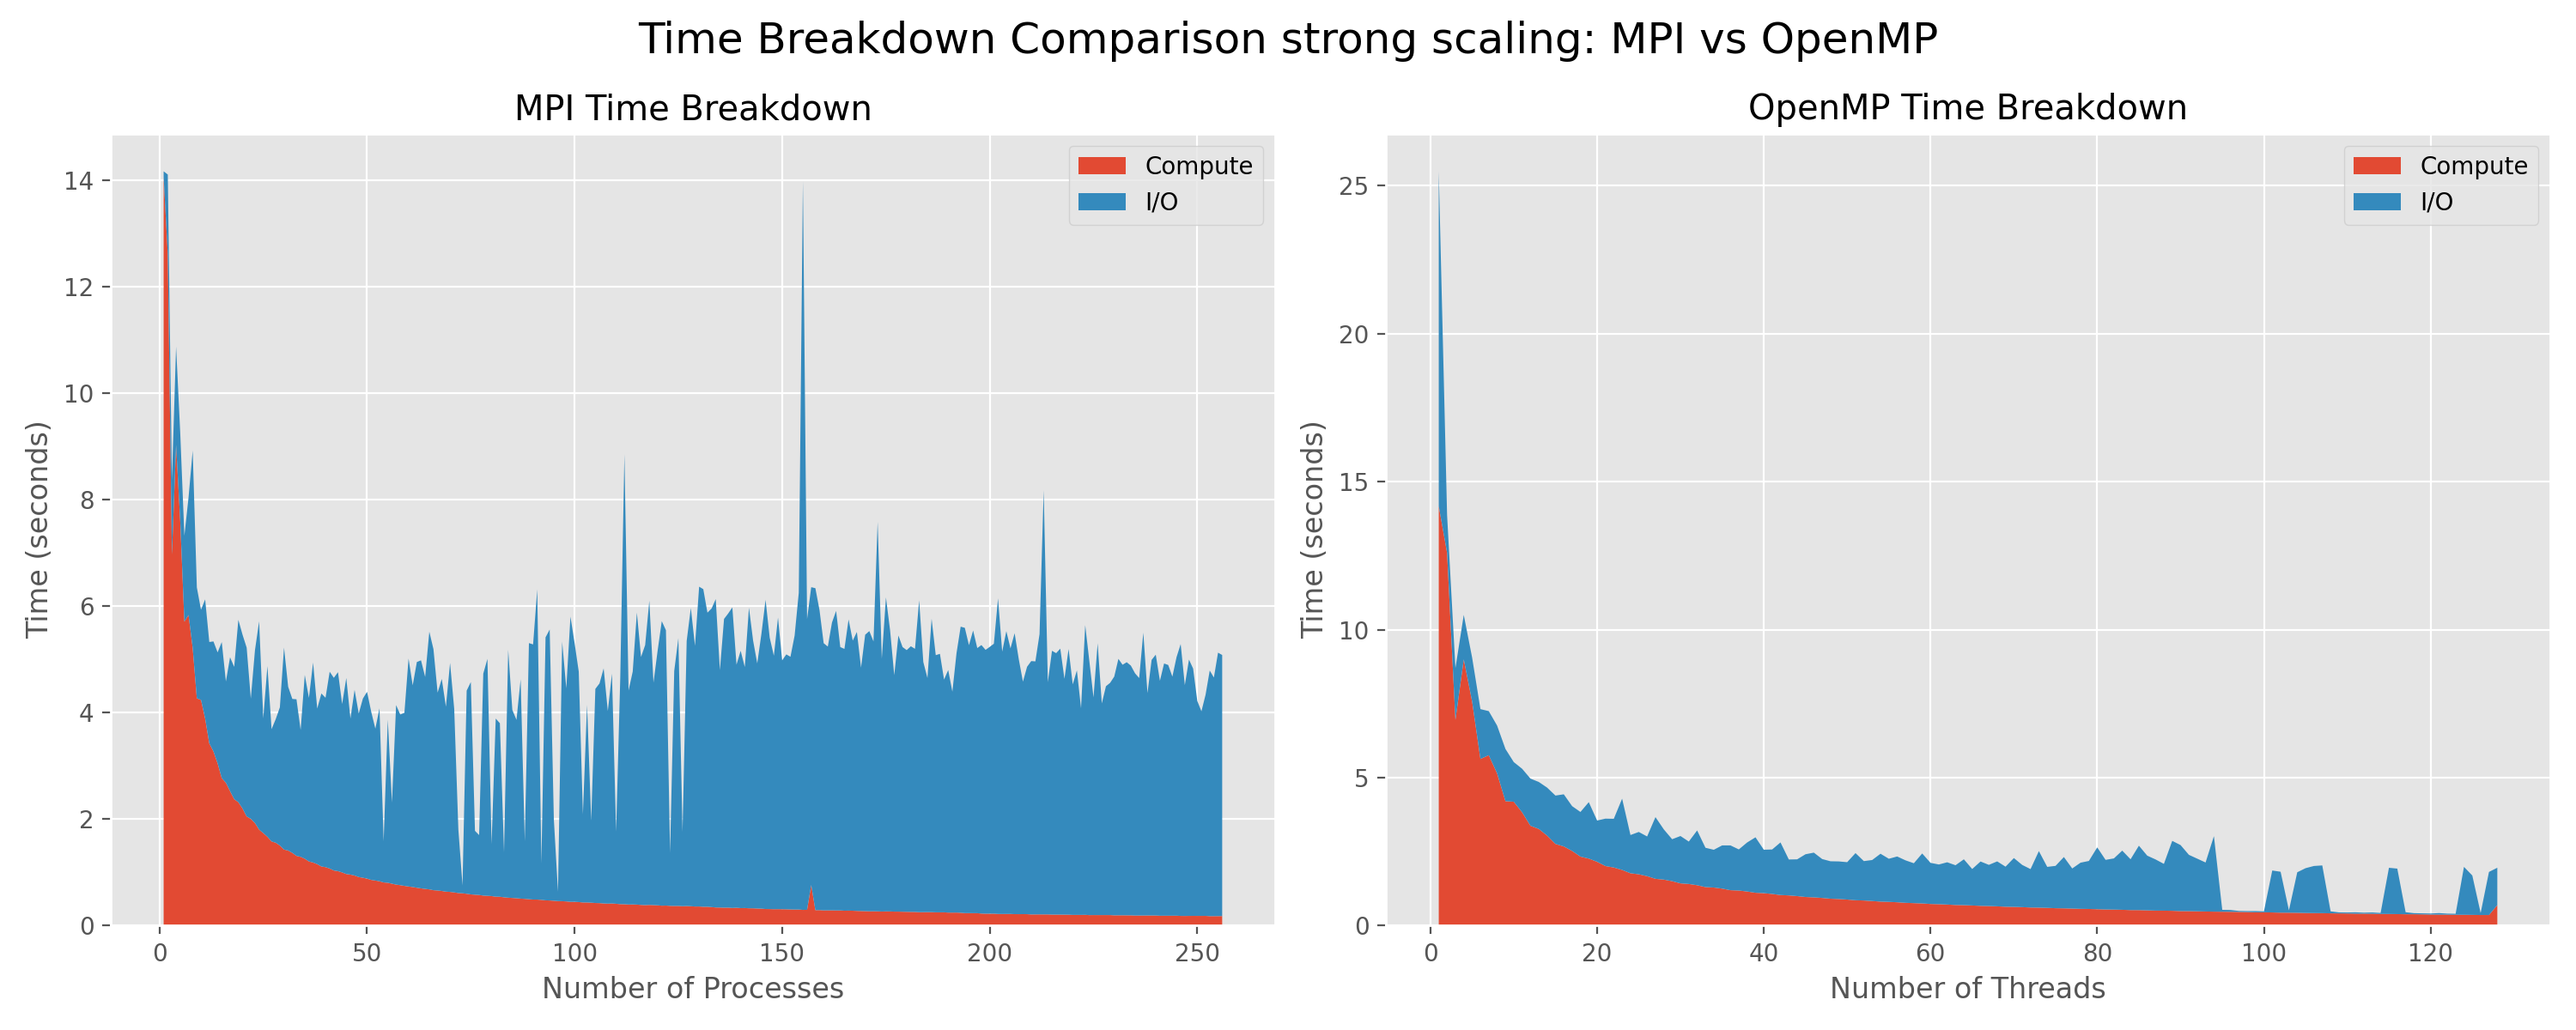 Time Breakdown Comparison strong scaling: MPI vs OpenMP
MPI Time Breakdown
Compute
I/O
Time (seconds)
14
12
10
8
6
4
2
0
0 50 100 150 200 250
Number of Processes
OpenMP Time Breakdown
Compute
I/O
Time (seconds)
25
20
15
10
5
0
0 20 40 60 80 100 120
Number of Threads